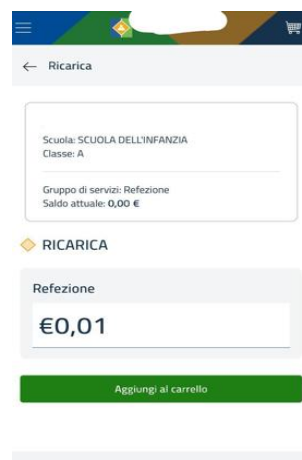 Ricarica
Scuola: SCUOLA DELL'INFANZIA
Classe: A
Gruppo di servizi: Refezione
Saldo attuale: 0,00 €
RICARICA
Refezione
€0,01
Aggiungi al carrello